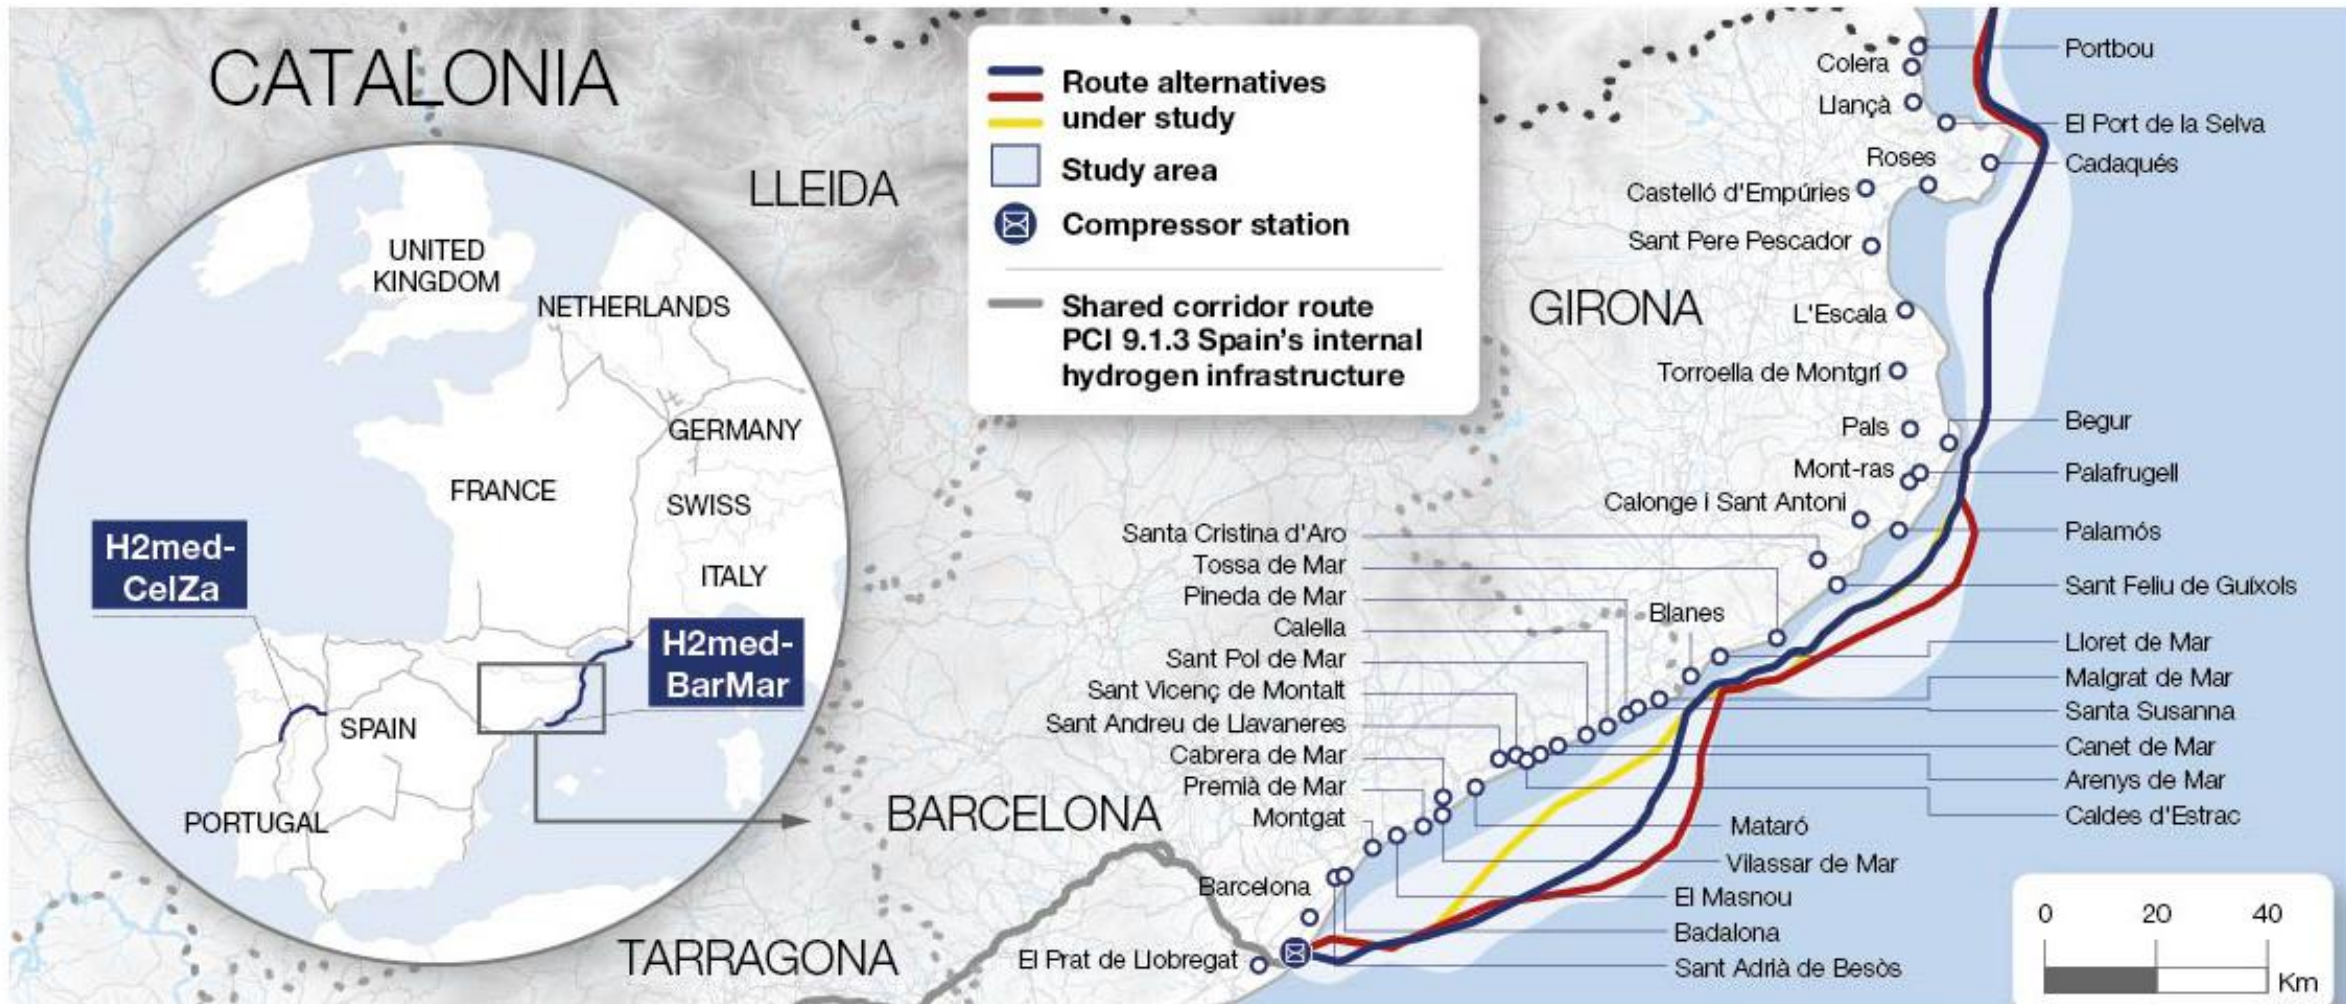 CATALONIA
LLEIDA
GIRONA
BARCELONA
TARRAGONA
UNITED
KINGDOM
NETHERLANDS
GERMANY
FRANCE
SWISS
ITALY
SPAIN
PORTUGAL
H2med-
CelZa
H2med-
BarMar
Route alternatives
under study
Study area
Compressor station
Shared corridor route
PCI 9.1.3 Spain's internal
hydrogen infrastructure
Colera
Llançà
Roses
Castelló d'Empúries
Sant Pere Pescador
L'Escala
Torroella de Montgrí
Pals
Mont-ras
Calonge i Sant Antoni
Santa Cristina d'Aro
Tossa de Mar
Pineda de Mar
Blanes
Calella
Sant Pol de Mar
Sant Vicenç de Montalt
Sant Andreu de Llavaneres
Cabrera de Mar
Premià de Mar
Montgat
Barcelona
El Prat de Llobregat
Portbou
El Port de la Selva
Cadaqués
Begur
Palafrugell
Palamós
Sant Feliu de Guíxols
Lloret de Mar
Malgrat de Mar
Santa Susanna
Canet de Mar
Arenys de Mar
Caldes d'Estrac
Mataró
Vilassar de Mar
El Masnou
Badalona
Sant Adrià de Besòs
0 20 40
Km